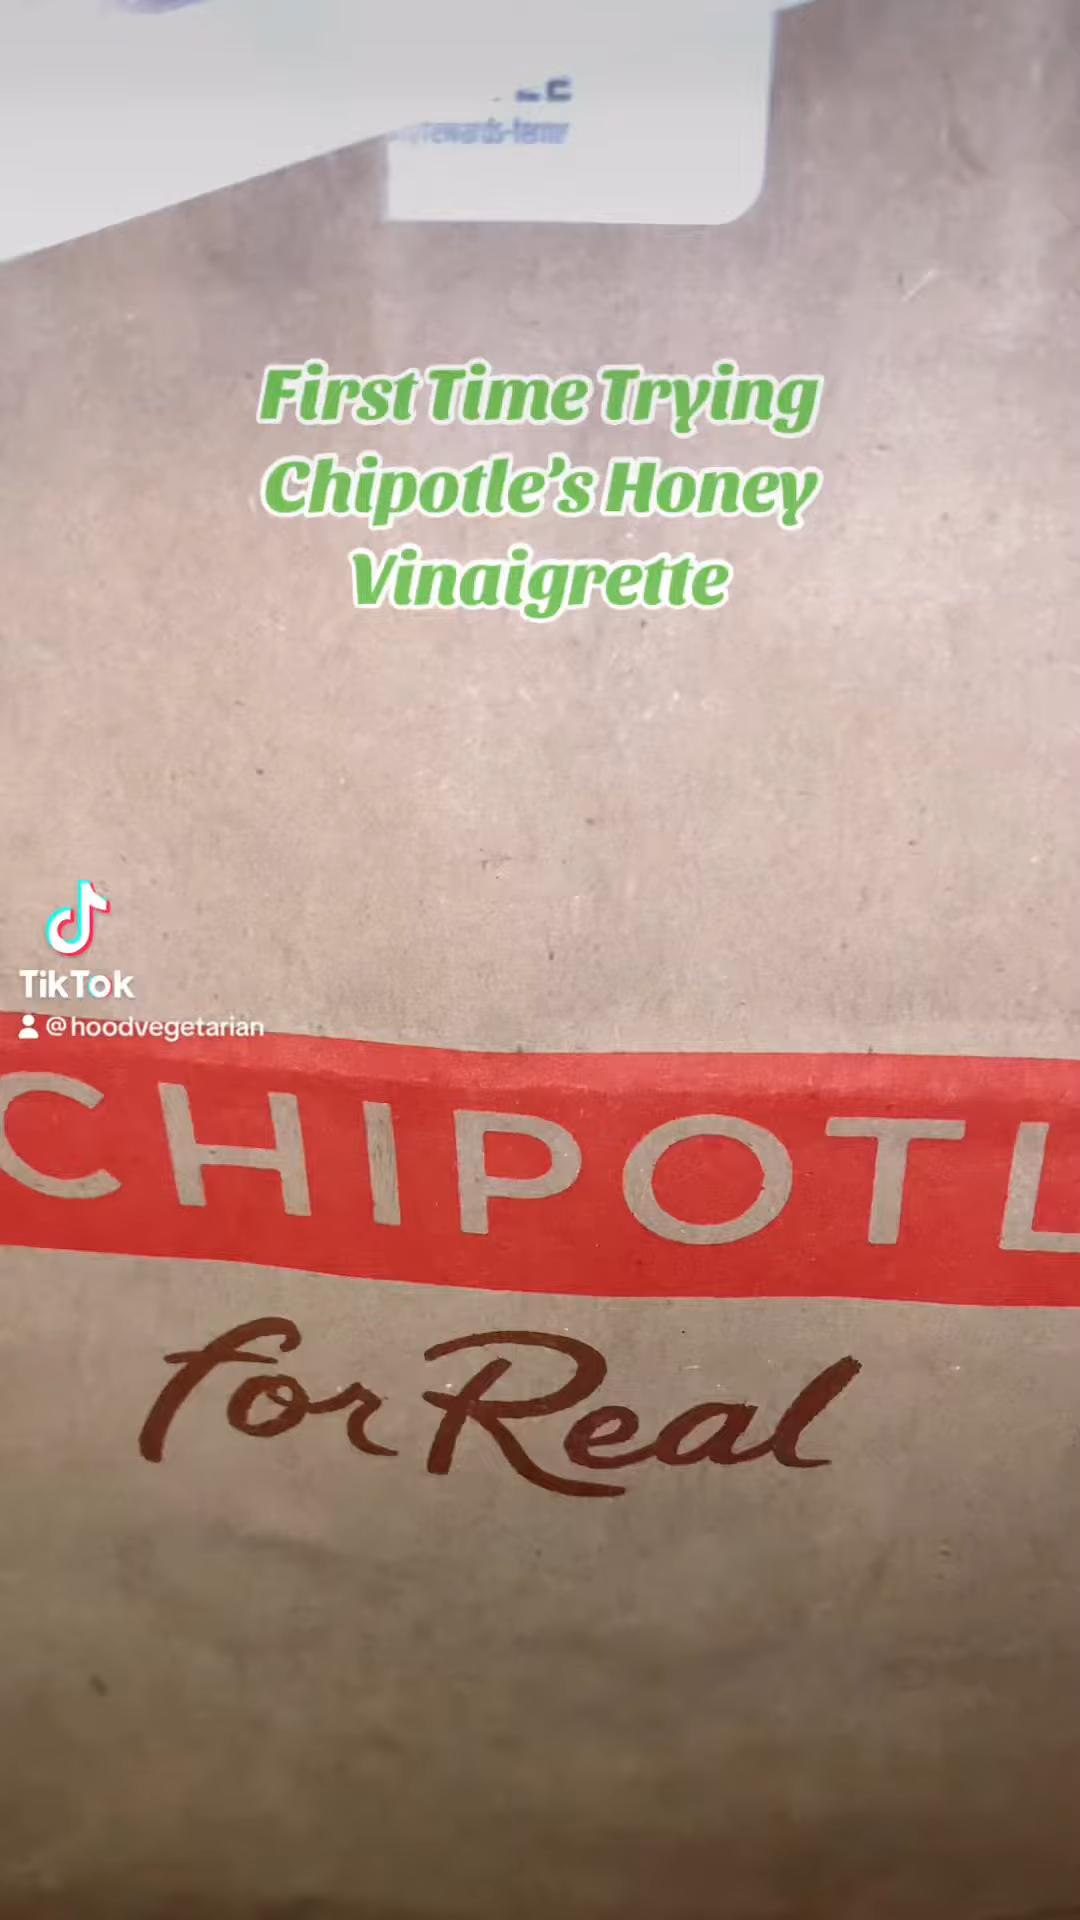 First Time Trying
Chipotle's Honey
Vinaigrette
TikTok
@hoodvegetarian
CHIPOTL
for Real